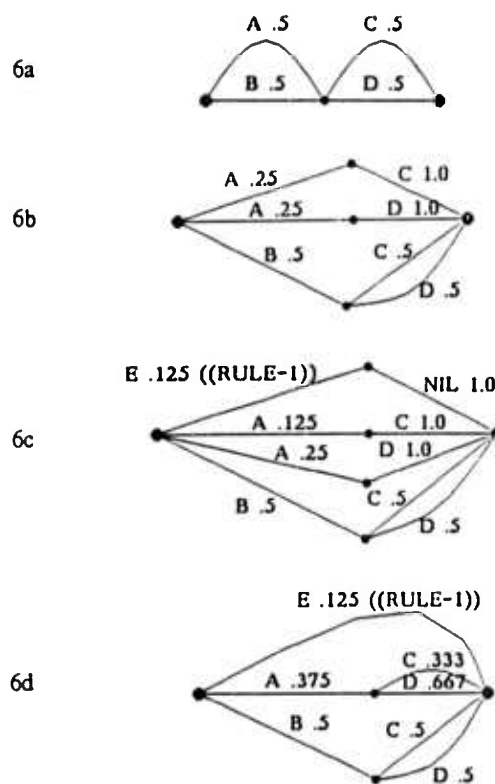 A .5 C .5
6a
B .5 D .5
A .25 C 1.0
6b A .25 D 1.0
B .5 C .5
D .5
E .125 ((RULE-1))
NIL 1.0
6c A .125 C 1.0
A .25 D 1.0
B .5 C .5
D .5
E .125 ((RULE-1))
C .333
6d A .375 D .667
B .5 C .5
D .5